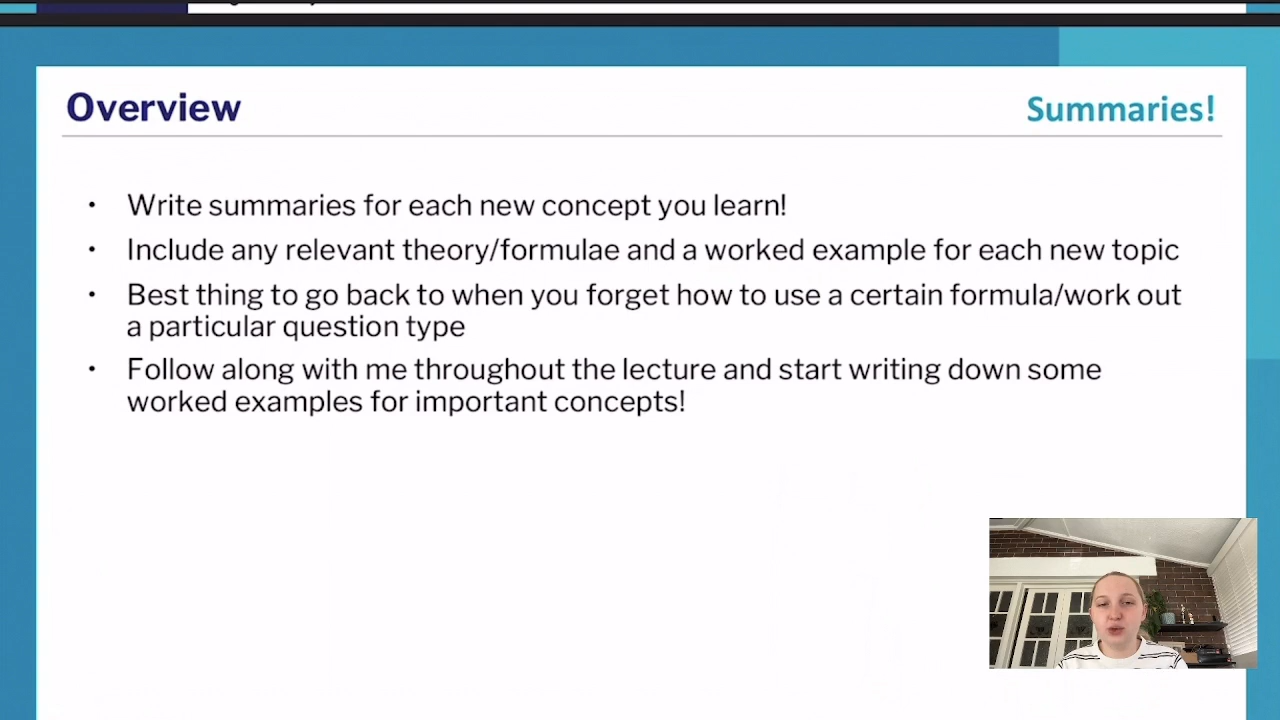 Overview
Summaries!
• Write summaries for each new concept you learn!
• Include any relevant theory/formulae and a worked example for each new topic
• Best thing to go back to when you forget how to use a certain formula/work out
a particular question type
• Follow along with me throughout the lecture and start writing down some
worked examples for important concepts!